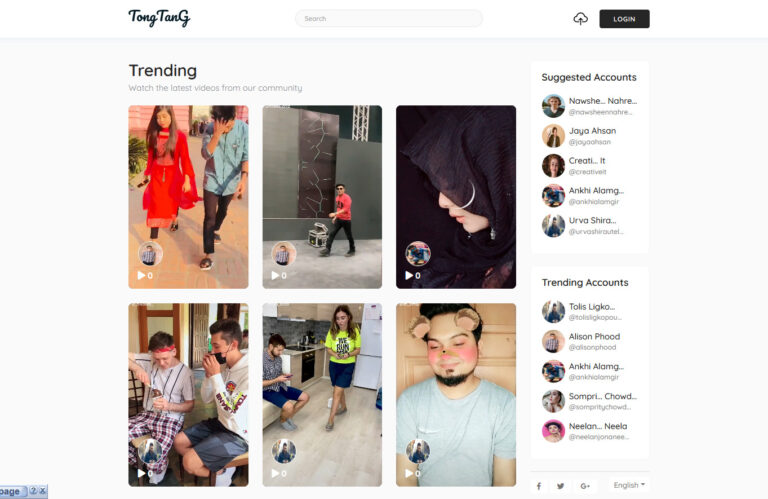 TongTanG
Search
LOGIN
Trending
Watch the latest videos from our community
0
0
0
0
0
0
Suggested Accounts
Nawshe... Nahre...
@nawsheennahre...
Jaya Ahsan
@jayaahsan
Creati... It
@creativeit
Ankhi Alamg...
@ankhialamgir
Urva Shira...
@urvashirautel...
Trending Accounts
Tolis Ligko...
@tolisligkopou...
Alison Phood
@alisonphood
Ankhi Alamg...
@ankhialamgir
Sompri... Chowd...
@sompritychowd...
Neelan... Neela
@neelanjonanee...
English
page